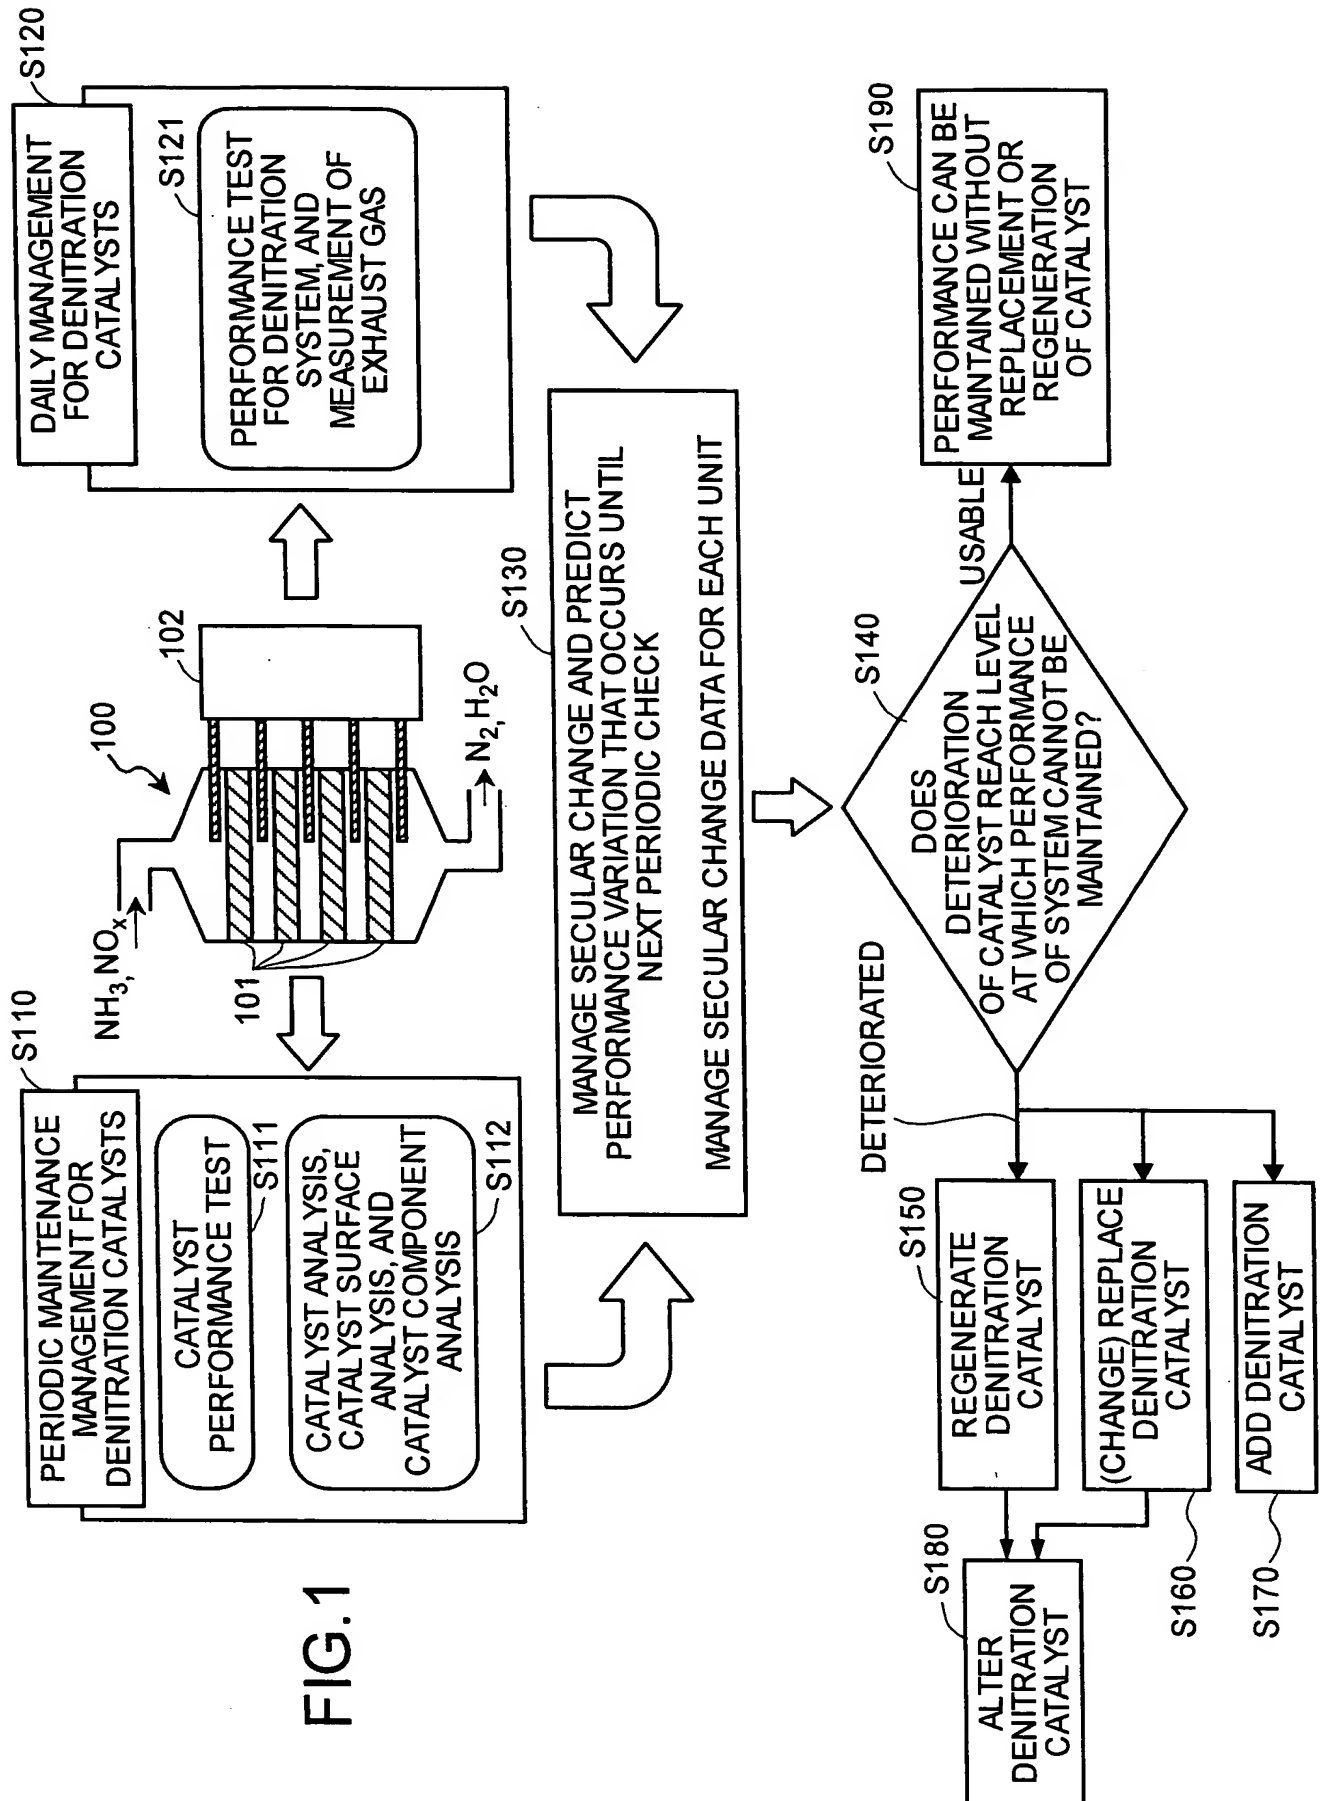 FIG.1
S110
PERIODIC MAINTENANCE
MANAGEMENT FOR
DENITRATION CATALYSTS
CATALYST
PERFORMANCE TEST
S111
CATALYST ANALYSIS,
CATALYST SURFACE
ANALYSIS, AND
CATALYST COMPONENT
ANALYSIS
S112
NH3,NOx
100
101
102
N2,H2O
S120
DAILY MANAGEMENT
FOR DENITRATION
CATALYSTS
S121
PERFORMANCE TEST
FOR DENITRATION
SYSTEM, AND
MEASUREMENT OF
EXHAUST GAS
S130
MANAGE SECULAR CHANGE AND PREDICT
PERFORMANCE VARIATION THAT OCCURS UNTIL
NEXT PERIODIC CHECK
MANAGE SECULAR CHANGE DATA FOR EACH UNIT
S140
DOES
DETERIORATION
OF CATALYST REACH LEVEL
AT WHICH PERFORMANCE
OF SYSTEM CANNOT BE
MAINTAINED?
USABLE
S190
PERFORMANCE CAN BE
MAINTAINED WITHOUT
REPLACEMENT OR
REGENERATION
OF CATALYST
DETERIORATED
S150
REGENERATE
DENITRATION
CATALYST
(CHANGE) REPLACE
DENITRATION
CATALYST
S160
ADD DENITRATION
CATALYST
S170
S180
ALTER
DENITRATION
CATALYST